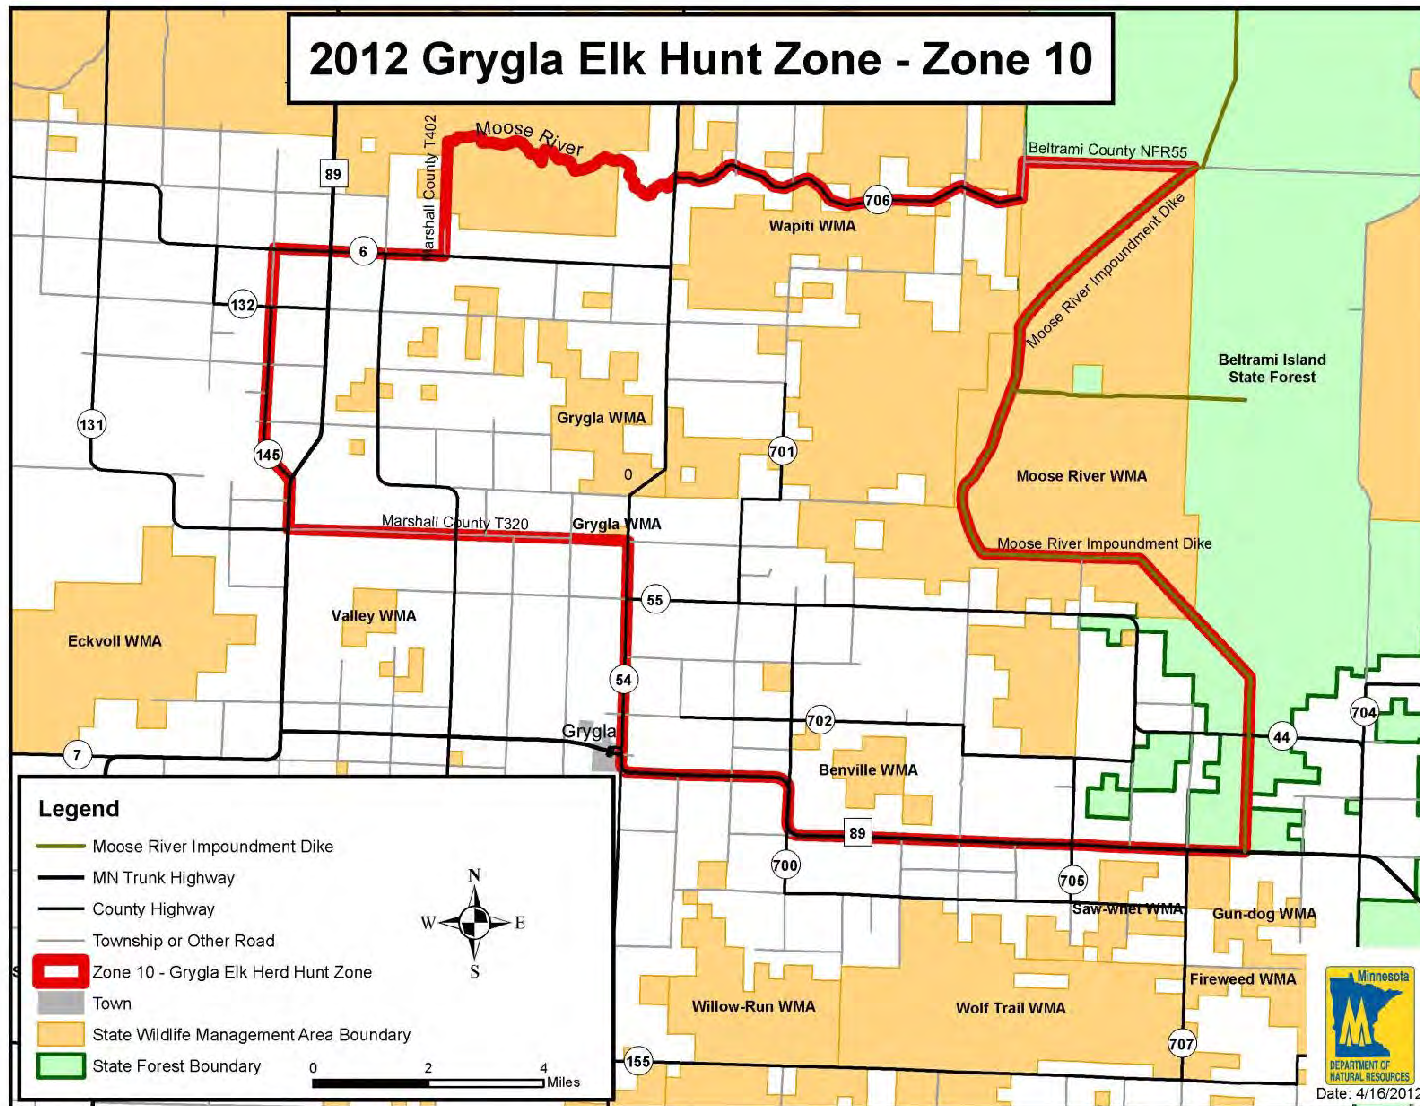 2012 Grygla Elk Hunt Zone - Zone 10
Moose River
Marshall County T402
89
Beltrami County NFR55
706
Wapiti WMA
6
132
Moose River Impoundment Dike
Beltrami Island
State Forest
131
145
Grygla WMA
701
0
Moose River WMA
Marshall County T320
Grygla WMA
Moose River Impoundment Dike
55
Valley WMA
Eckvoll WMA
54
Grygla
702
704
44
7
Benville WMA
89
700
705
Saw-whet WMA
Gun-dog WMA
Fireweed WMA
Willow-Run WMA
Wolf Trail WMA
707
155
Legend
Moose River Impoundment Dike
MN Trunk Highway
County Highway
Township or Other Road
Zone 10 - Grygla Elk Herd Hunt Zone
Town
State Wildlife Management Area Boundary
State Forest Boundary
N
W
E
S
0
2
4
Miles
Minnesota
DEPARTMENT OF
NATURAL RESOURCES
Date: 4/16/2012